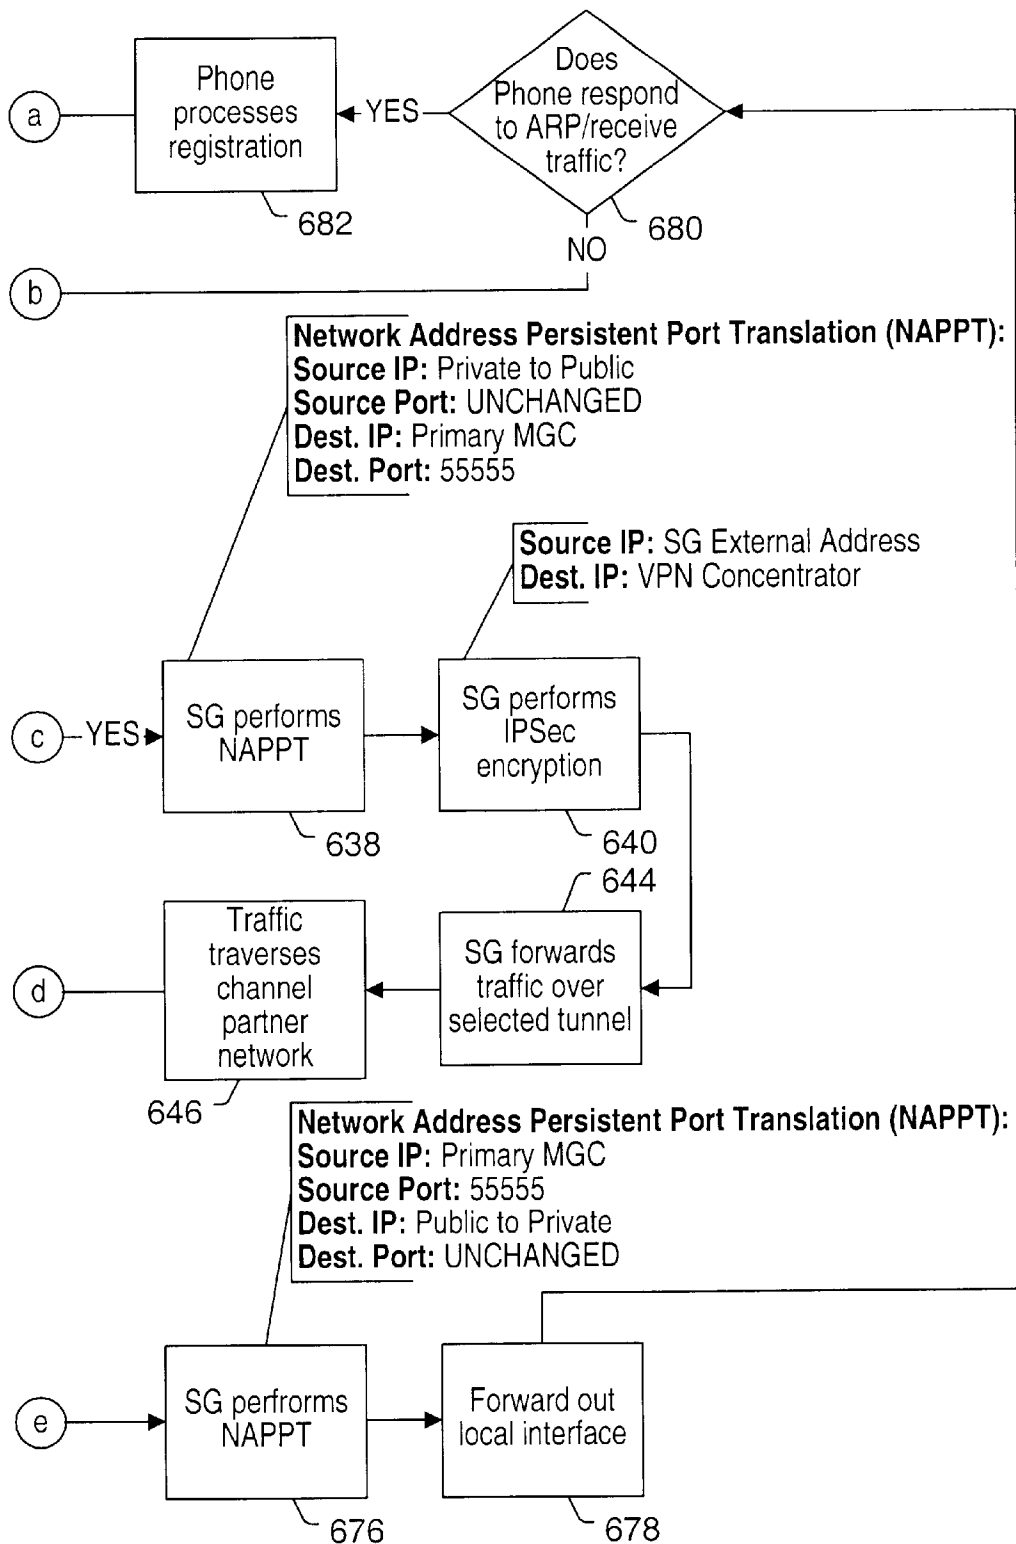 Does
Phone respond
to ARP/receive
traffic?
Phone
processes
registration
YES
a
682
680
NO
b
Network Address Persistent Port Translation (NAPPT):
Source IP: Private to Public
Source Port: UNCHANGED
Dest. IP: Primary MGC
Dest. Port: 55555
Source IP: SG External Address
Dest. IP: VPN Concentrator
c
YES
SG performs
NAPPT
SG performs
IPSec
encryption
638
640
644
d
Traffic
traverses
channel
partner
network
SG forwards
traffic over
selected tunnel
646
Network Address Persistent Port Translation (NAPPT):
Source IP: Primary MGC
Source Port: 55555
Dest. IP: Public to Private
Dest. Port: UNCHANGED
e
SG perfroms
NAPPT
Forward out
local interface
676
678